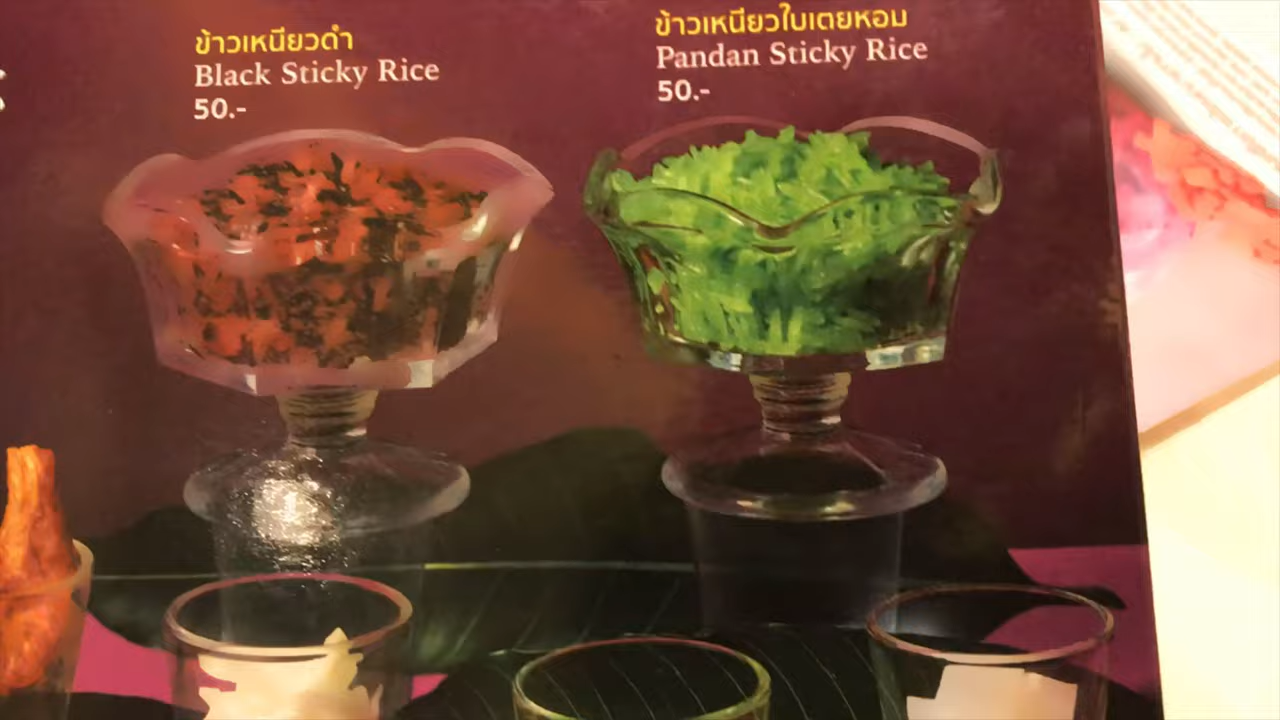 ข้าวเหนียวดำ
Black Sticky Rice
50.-
ข้าวเหนียวใบเตยหอม
Pandan Sticky Rice
50.-